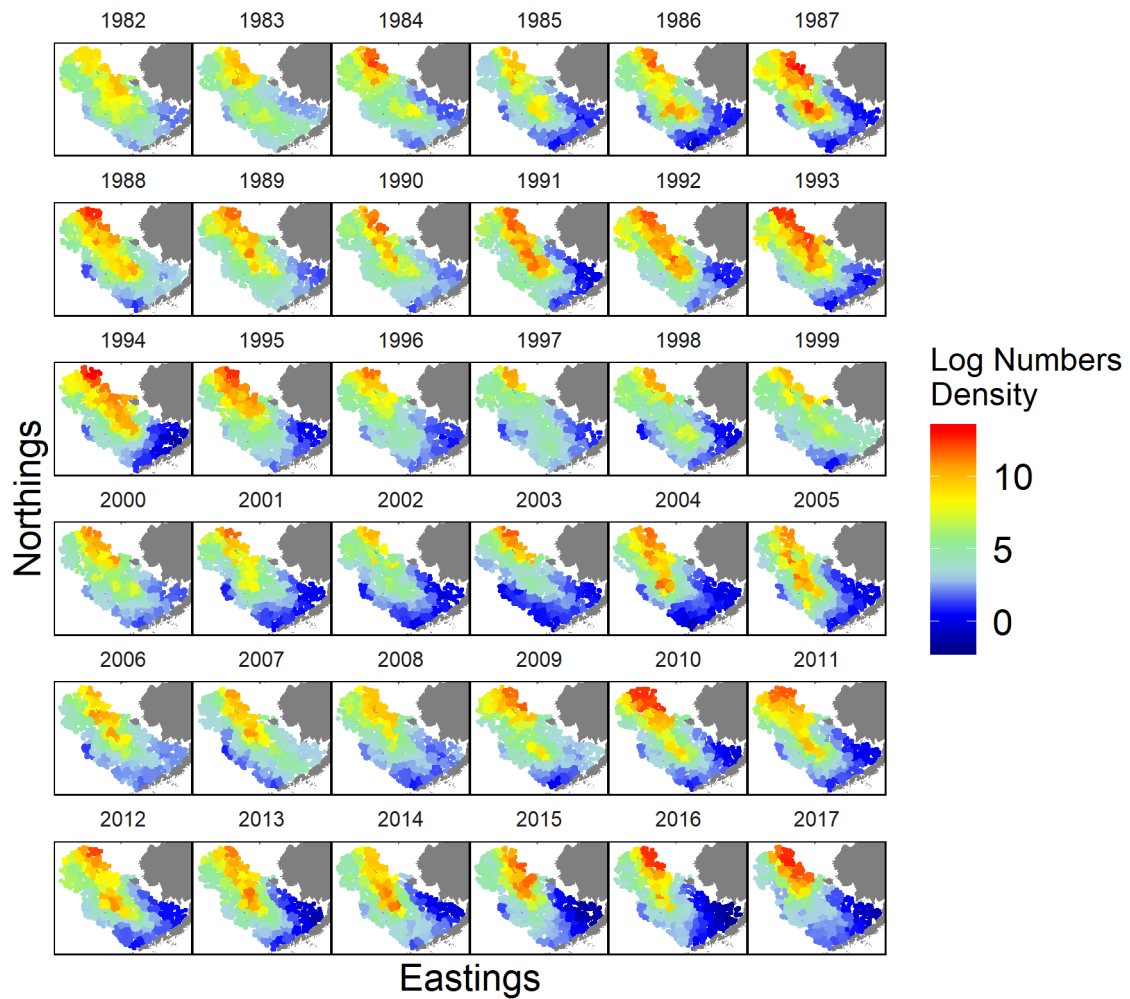 1982 1983 1984 1985 1986 1987
1988 1989 1990 1991 1992 1993
1994 1995 1996 1997 1998 1999
2000 2001 2002 2003 2004 2005
2006 2007 2008 2009 2010 2011
2012 2013 2014 2015 2016 2017
Northings
Eastings
Log Numbers
Density
10
5
0